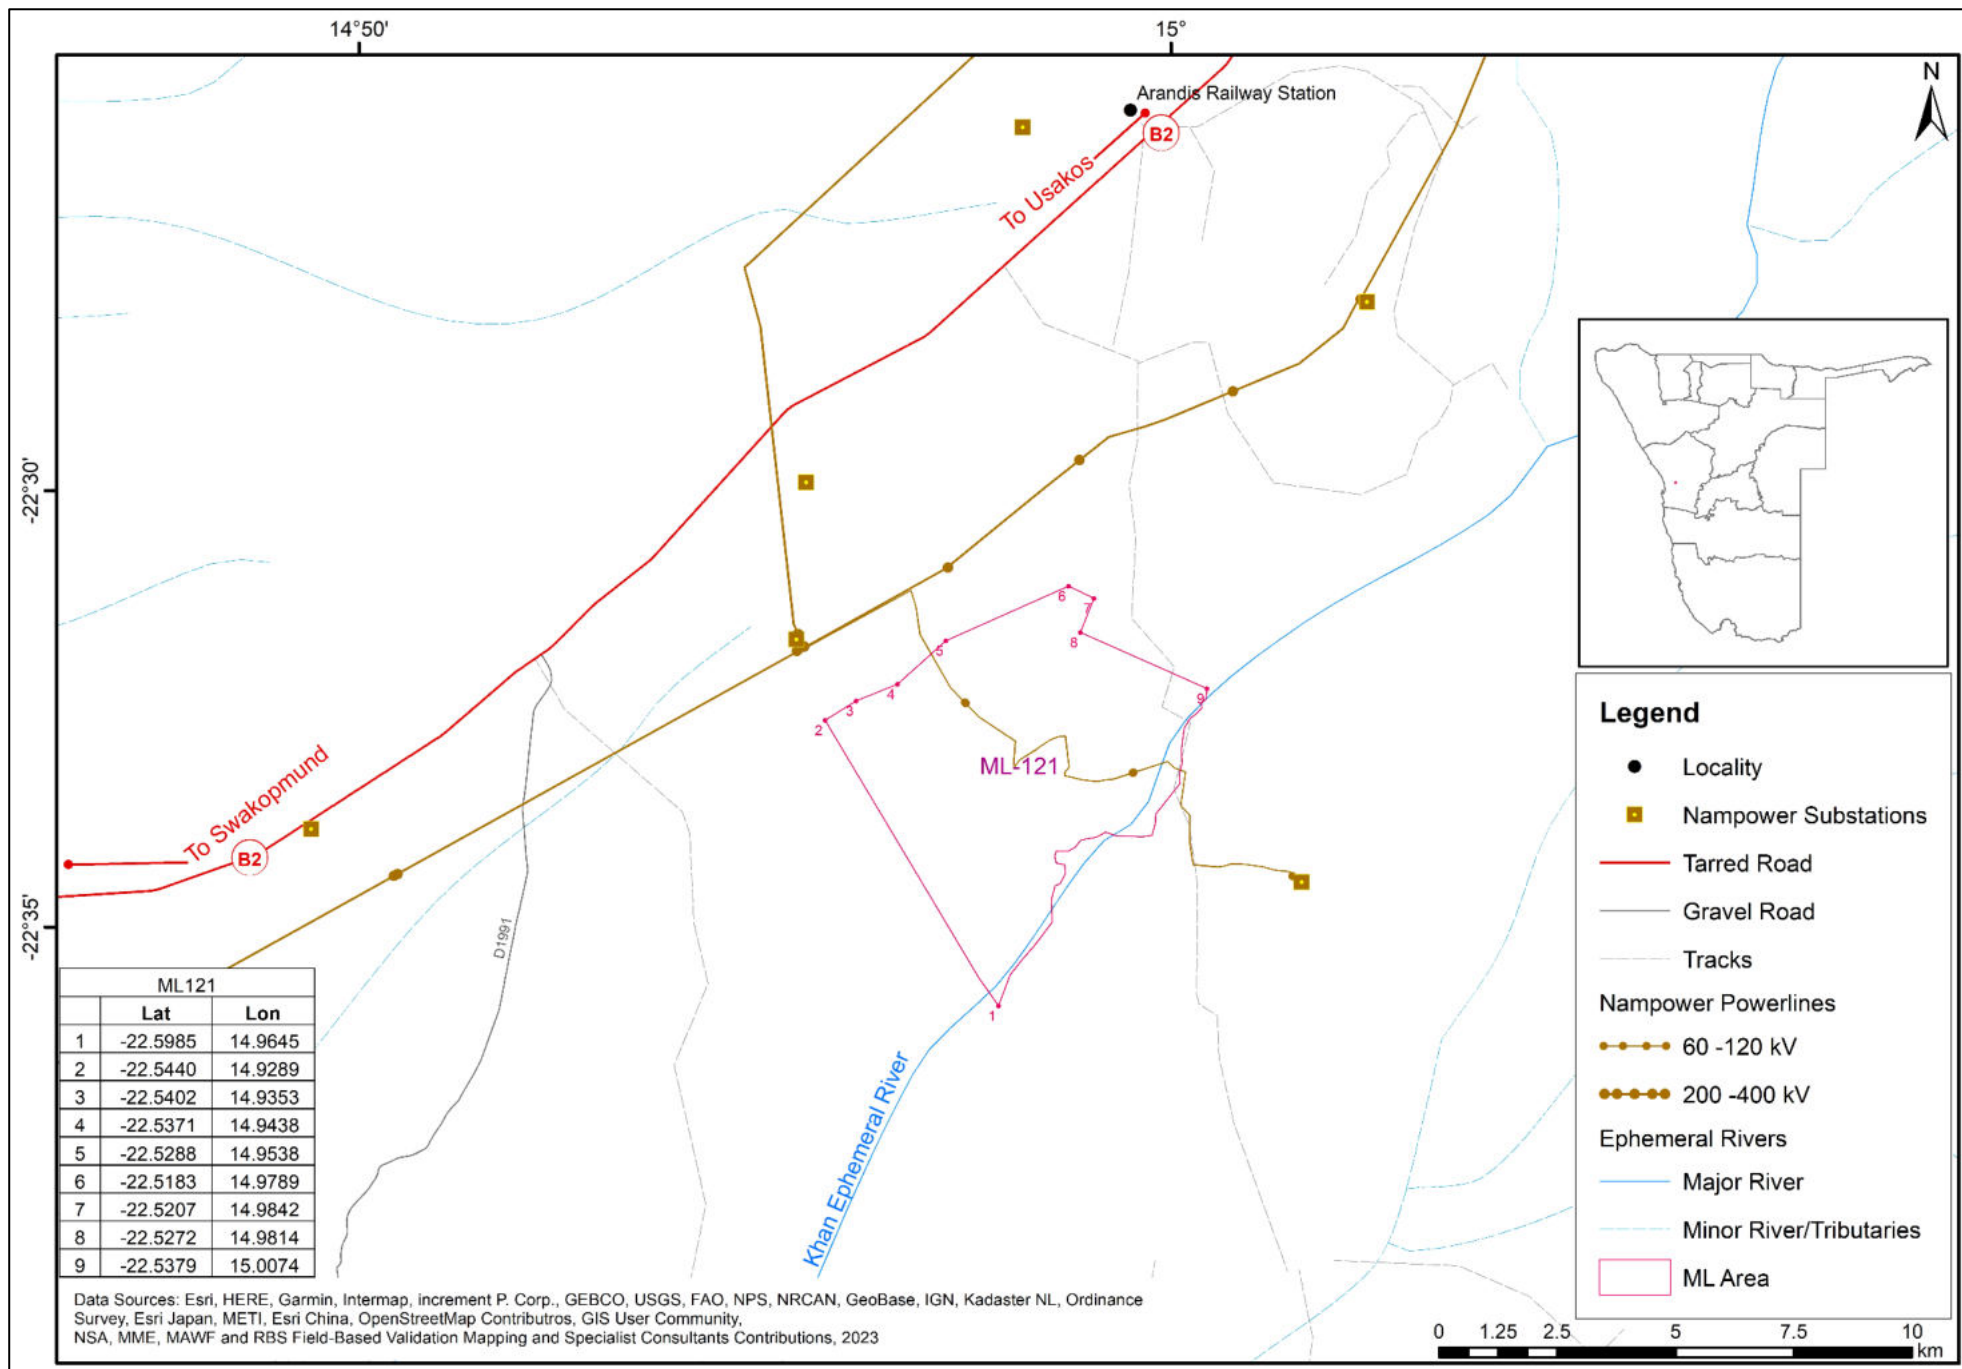 14°50'
15°
N
Arandis Railway Station
B2
To Usakos
-22°30'
6
7
8
5
9
4
3
2
ML-121
To Swakopmund
B2
-22°35'
D1991
1
Khan Ephemeral River
ML121
Lat Lon
1 -22.5985 14.9645
2 -22.5440 14.9289
3 -22.5402 14.9353
4 -22.5371 14.9438
5 -22.5288 14.9538
6 -22.5183 14.9789
7 -22.5207 14.9842
8 -22.5272 14.9814
9 -22.5379 15.0074
Legend
Locality
Nampower Substations
Tarred Road
Gravel Road
Tracks
Nampower Powerlines
60 -120 kV
200 -400 kV
Ephemeral Rivers
Major River
Minor River/Tributaries
ML Area
Data Sources: Esri, HERE, Garmin, Intermap, increment P. Corp., GEBCO, USGS, FAO, NPS, NRCAN, GeoBase, IGN, Kadaster NL, Ordinance
Survey, Esri Japan, METI, Esri China, OpenStreetMap Contributros, GIS User Community,
NSA, MME, MAWF and RBS Field-Based Validation Mapping and Specialist Consultants Contributions, 2023
0 1.25 2.5 5 7.5 10
km